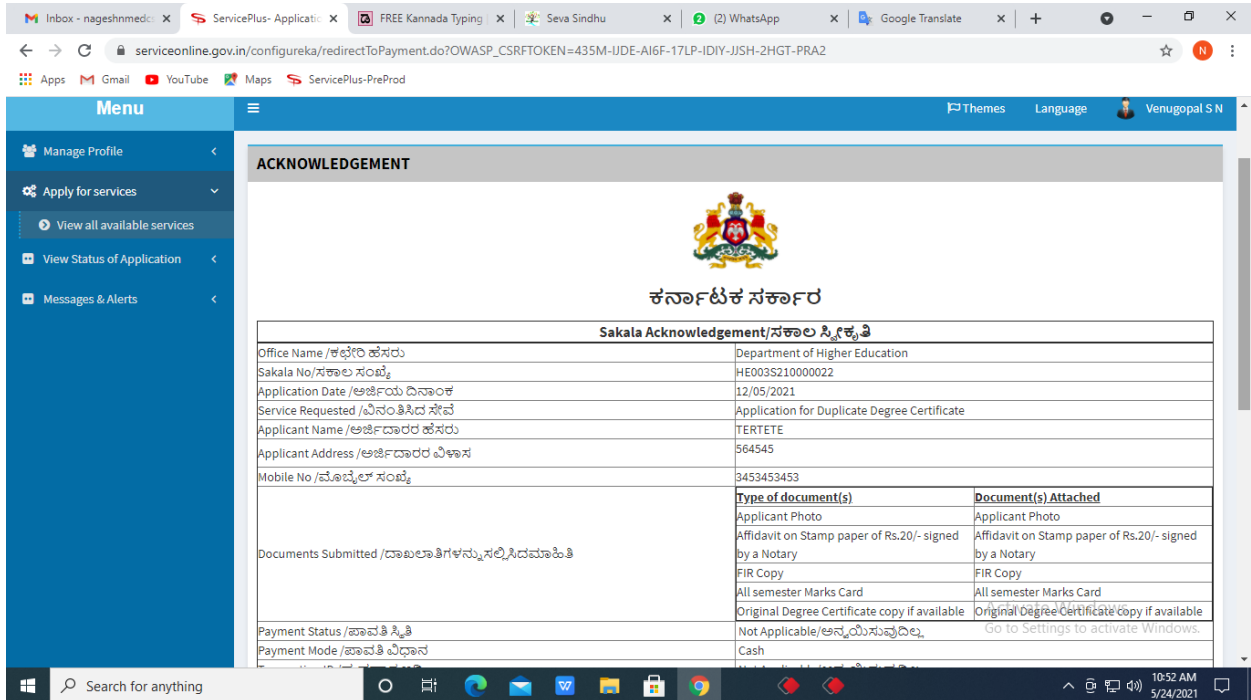 Inbox - nageshnmedc
ServicePlus- Applicatic
FREE Kannada Typing
Seva Sindhu
(2) WhatsApp
Google Translate
serviceonline.gov.in/configureka/redirectToPayment.do?OWASP_CSRFTOKEN=435M-IJDE-AI6F-17LP-IDIY-JJSH-2HGT-PRA2
N
Apps Gmail YouTube Maps ServicePlus-PreProd
Menu
Themes Language Venugopal S N
Manage Profile
Apply for services
View all available services
View Status of Application
Messages & Alerts
ACKNOWLEDGEMENT
ಕರ್ನಾಟಕ ಸರ್ಕಾರ
Sakala Acknowledgement/ಸಕಾಲ ಸ್ವೀಕೃತಿ
Office Name /ಕಛೇರಿ ಹೆಸರು Department of Higher Education
Sakala No/ಸಕಾಲ ಸಂಖ್ಯೆ HE003S210000022
Application Date /ಅರ್ಜಿಯ ದಿನಾಂಕ 12/05/2021
Service Requested /ವಿನಂತಿಸಿದ ಸೇವೆ Application for Duplicate Degree Certificate
Applicant Name /ಅರ್ಜಿದಾರರ ಹೆಸರು TERTETE
Applicant Address /ಅರ್ಜಿದಾರರ ವಿಳಾಸ 564545
Mobile No /ಮೊಬೈಲ್ ಸಂಖ್ಯೆ 3453453453
Documents Submitted /ದಾಖಲಾತಿಗಳನ್ನು ಸಲ್ಲಿಸಿದಮಾಹಿತಿ
Type of document(s) Document(s) Attached
Applicant Photo Applicant Photo
Affidavit on Stamp paper of Rs.20/- signed Affidavit on Stamp paper of Rs.20/- signed
by a Notary by a Notary
FIR Copy FIR Copy
All semester Marks Card All semester Marks Card
Original Degree Certificate copy if available Original Degree Certificate copy if available
Payment Status /ಪಾವತಿ ಸ್ಥಿತಿ Not Applicable/ಅನ್ವಯಿಸುವುದಿಲ್ಲ
Payment Mode /ಪಾವತಿ ವಿಧಾನ Cash
Activate Windows
Go to Settings to activate Windows.
Search for anything
10:52 AM
5/24/2021